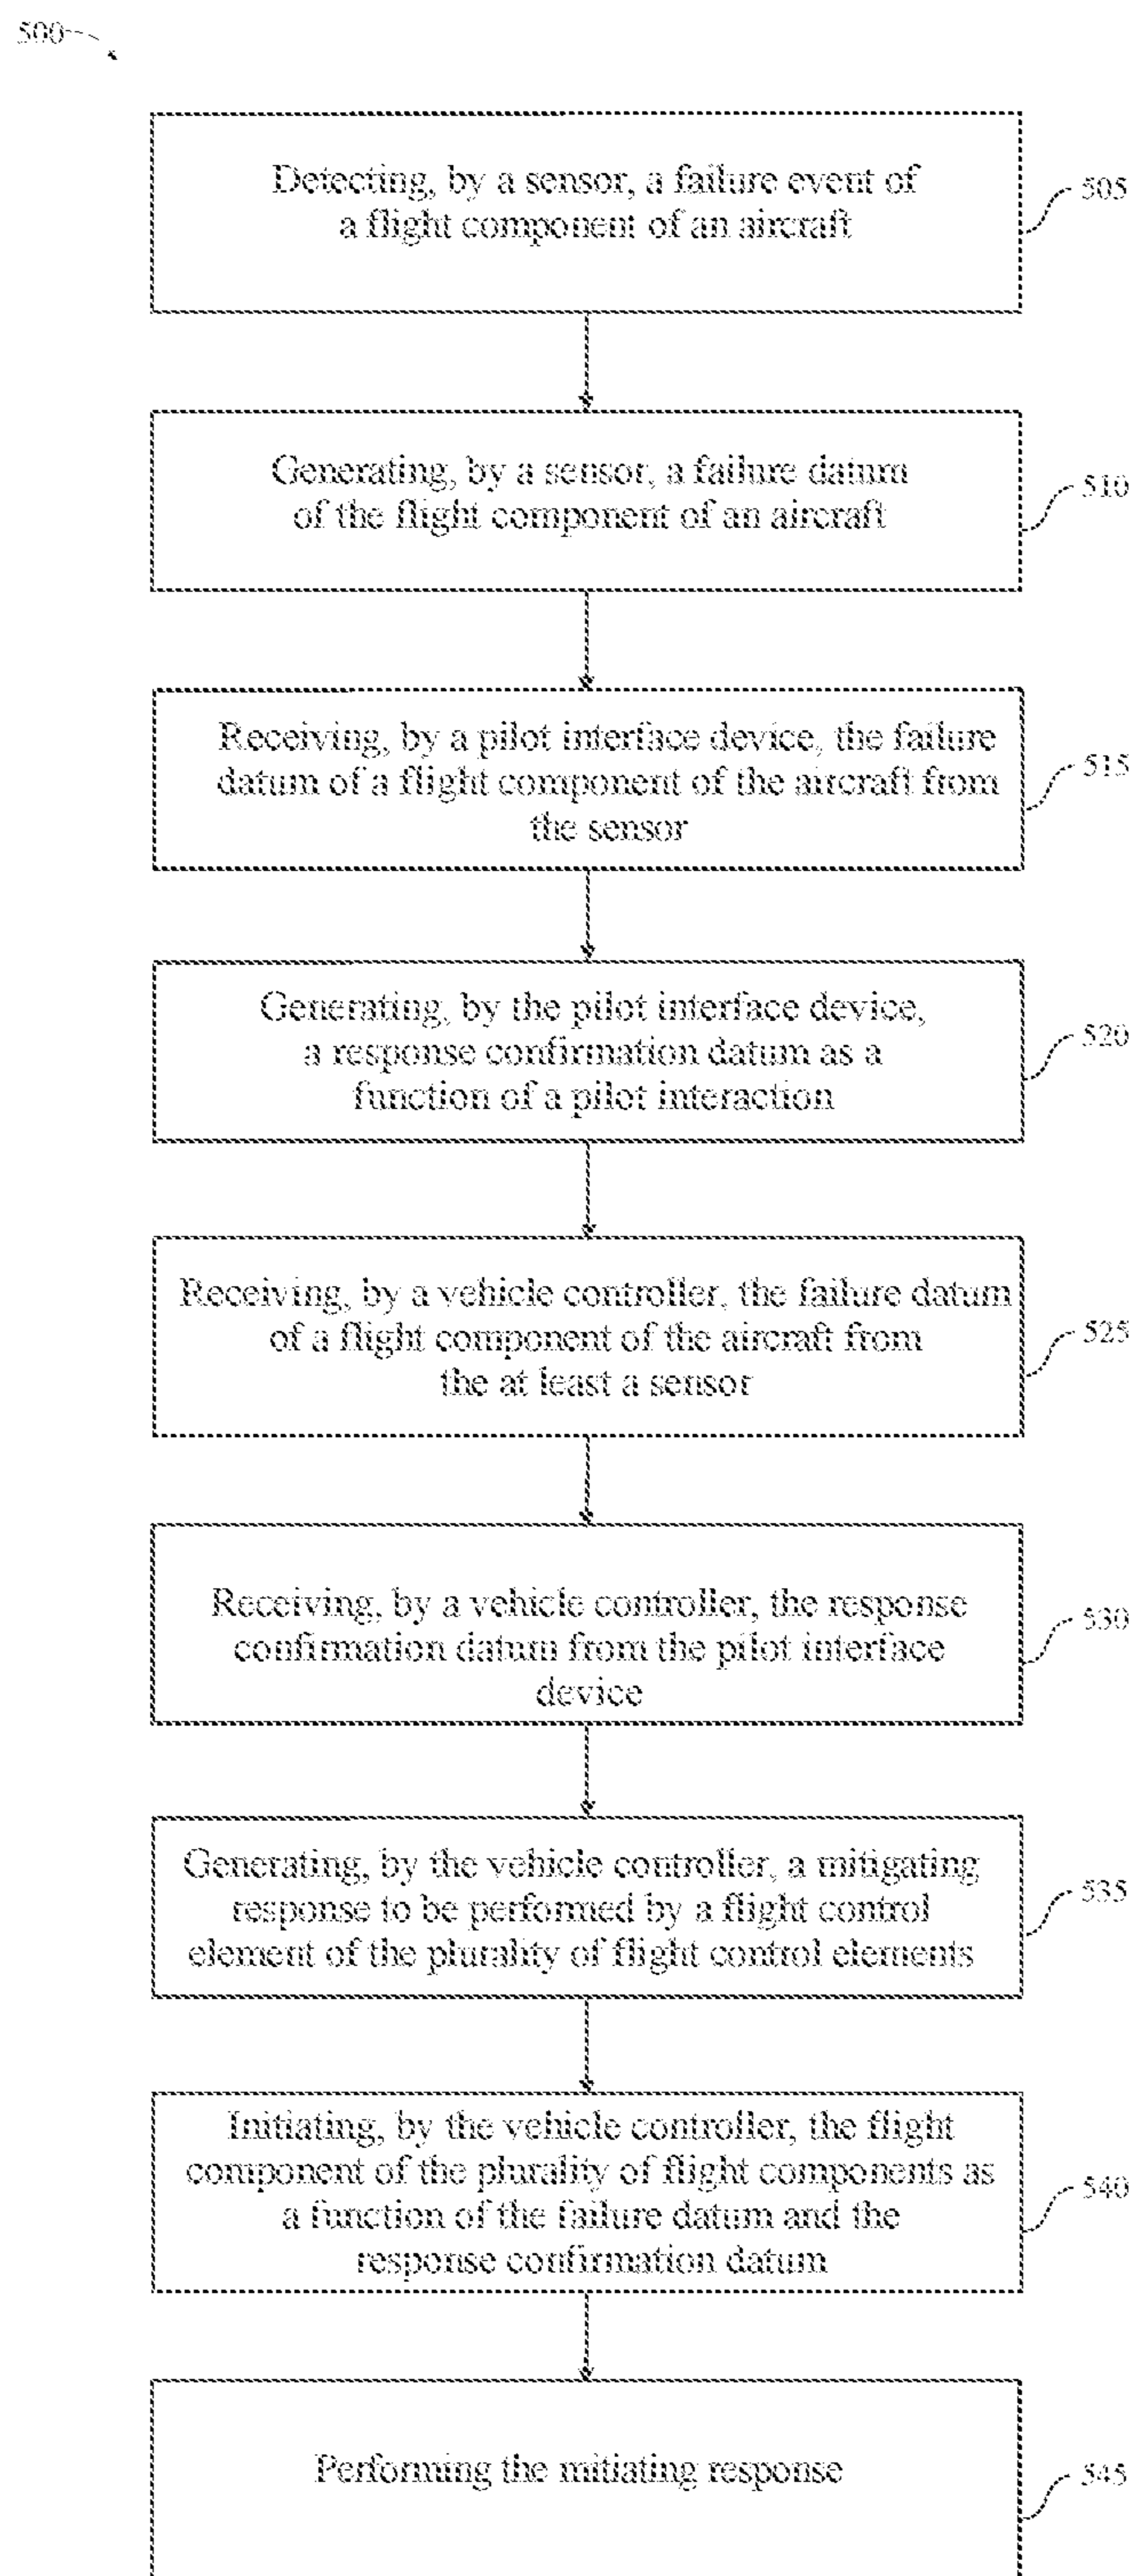 500
Detecting, by a sensor, a failure event of
a flight component of an aircraft
505
Generating, by a sensor, a failure datum
of the flight component of an aircraft
510
Receiving, by a pilot interface device, the failure
datum of a flight component of the aircraft from
the sensor
515
Generating, by the pilot interface device,
a response confirmation datum as a
function of a pilot interaction
520
Receiving, by a vehicle controller, the failure datum
of a flight component of the aircraft from
the at least a sensor
525
Receiving, by a vehicle controller, the response
confirmation datum from the pilot interface
device
530
Generating, by the vehicle controller, a mitigating
response to be performed by a flight control
element of the plurality of flight control elements
535
Initiating, by the vehicle controller, the flight
component of the plurality of flight components as
a function of the failure datum and the
response confirmation datum
540
Performing the mitiating response
545